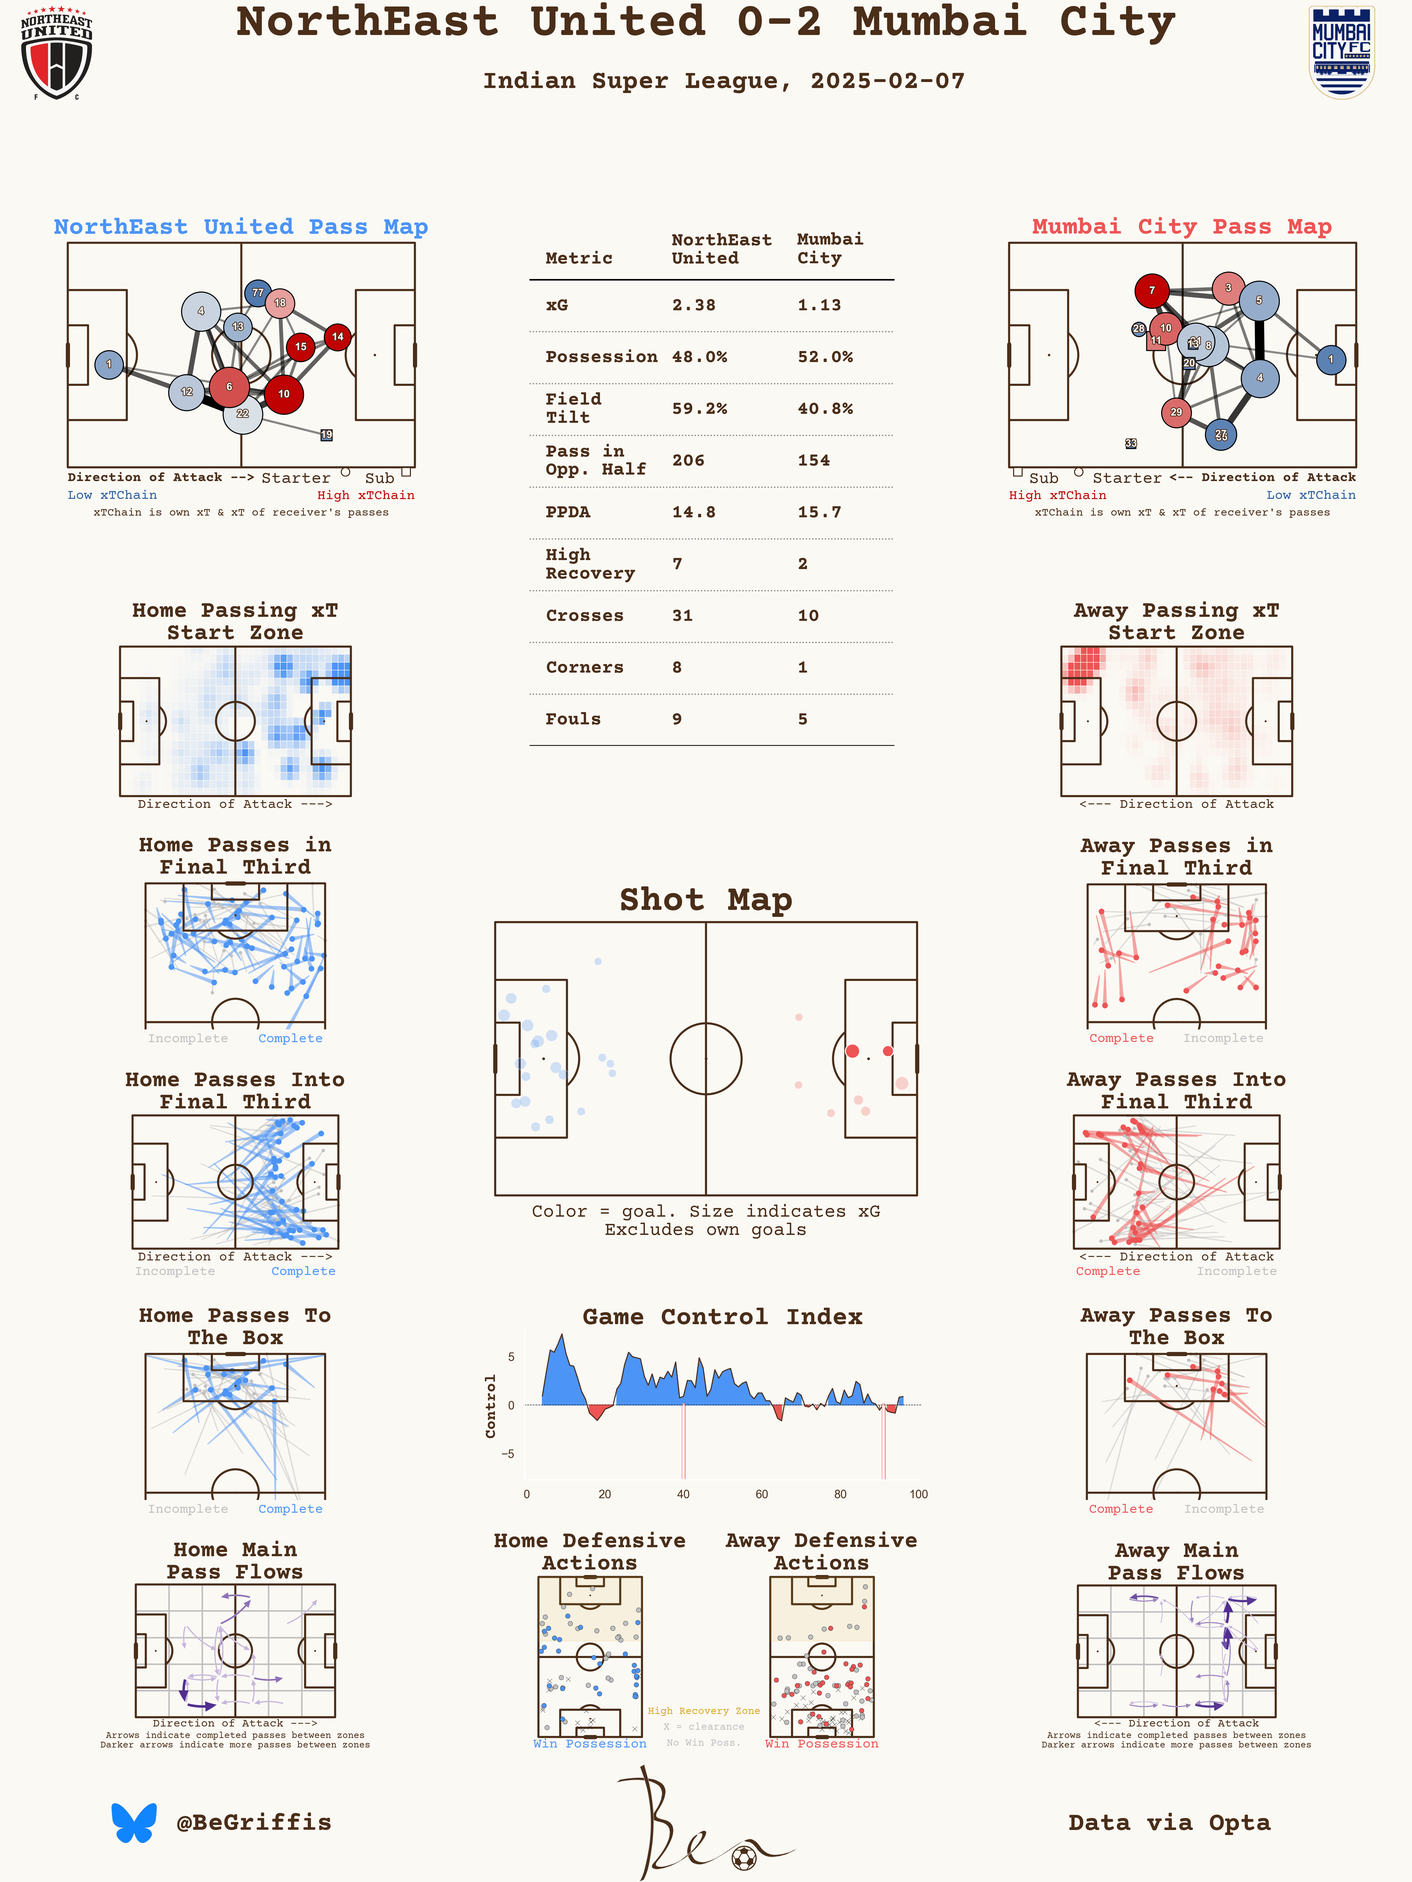 NorthEast United 0-2 Mumbai City
Indian Super League, 2025-02-07
NORTHEAST
UNITED
F C
MUMBAI
CITY FC
NorthEast United Pass Map
1
4
12
6
22
13
77
18
15
10
14
19
Direction of Attack --> Starter Sub
Low xTChain High xTChain
xTChain is own xT & xT of receiver's passes
Metric NorthEast United Mumbai City
xG 2.38 1.13
Possession 48.0% 52.0%
Field Tilt 59.2% 40.8%
Pass in Opp. Half 206 154
PPDA 14.8 15.7
High Recovery 7 2
Crosses 31 10
Corners 8 1
Fouls 9 5
Mumbai City Pass Map
7
3
5
28
10
11
8
20
4
1
29
27
33
Sub Starter <-- Direction of Attack
High xTChain Low xTChain
xTChain is own xT & xT of receiver's passes
Home Passing xT
Start Zone
Direction of Attack --->
Away Passing xT
Start Zone
<--- Direction of Attack
Home Passes in
Final Third
Incomplete Complete
Away Passes in
Final Third
Complete Incomplete
Shot Map
Color = goal. Size indicates xG
Excludes own goals
Home Passes Into
Final Third
Direction of Attack --->
Incomplete Complete
Away Passes Into
Final Third
<--- Direction of Attack
Complete Incomplete
Home Passes To
The Box
Incomplete Complete
Game Control Index
Control
5
0
−5
0 20 40 60 80 100
Away Passes To
The Box
Complete Incomplete
Home Main
Pass Flows
Direction of Attack --->
Arrows indicate completed passes between zones
Darker arrows indicate more passes between zones
Home Defensive
Actions
Win Possession
High Recovery Zone
X = clearance
No Win Poss.
Away Defensive
Actions
Win Possession
Away Main
Pass Flows
<--- Direction of Attack
Arrows indicate completed passes between zones
Darker arrows indicate more passes between zones
@BeGriffis
Ben
Data via Opta